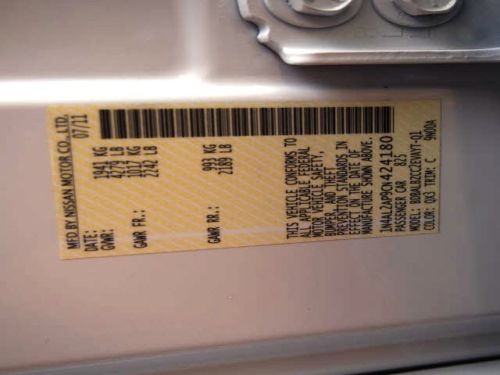 MFD BY NISSAN MOTOR CO., LTD.
DATE: 07/11
GVWR: 1941 KG
4279 LB
GAWR FR.: 1017 KG
2242 LB
GAWR RR.: 993 KG
2189 LB
THIS VEHICLE CONFORMS TO
ALL APPLICABLE FEDERAL
MOTOR VEHICLE SAFETY,
BUMPER, AND THEFT
PREVENTION STANDARDS IN
EFFECT ON THE DATE OF
MANUFACTURE SHOWN ABOVE.
1N4AL2APPCN424180
PASSENGER CAR BZ5
MODEL:
COLOR: TRIM: C